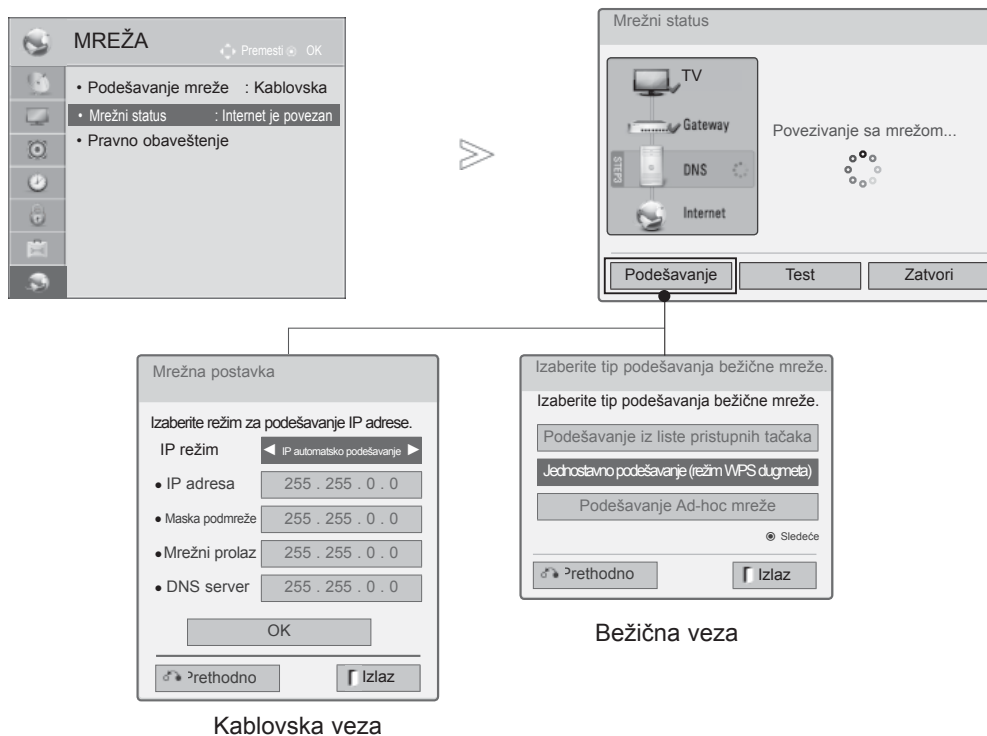 MREŽA
Premesti OK
• Podešavanje mreže : Kablovska
• Mrežni status : Internet je povezan
• Pravno obaveštenje
Mrežni status
TV
Gateway
STEP3
DNS
Internet
Povezivanje sa mrežom...
Podešavanje Test Zatvori
Mrežna postavka
Izaberite režim za podešavanje IP adrese.
IP režim ◀ IP automatsko podešavanje ▶
• IP adresa 255 . 255 . 0 . 0
• Maska podmreže 255 . 255 . 0 . 0
• Mrežni prolaz 255 . 255 . 0 . 0
• DNS server 255 . 255 . 0 . 0
OK
Prethodno Izlaz
Kablovska veza
Izaberite tip podešavanja bežične mreže.
Izaberite tip podešavanja bežične mreže.
Podešavanje iz liste pristupnih tačaka
Jednostavno podešavanje (režim WPS dugmeta)
Podešavanje Ad-hoc mreže
Sledeće
Prethodno Izlaz
Bežična veza